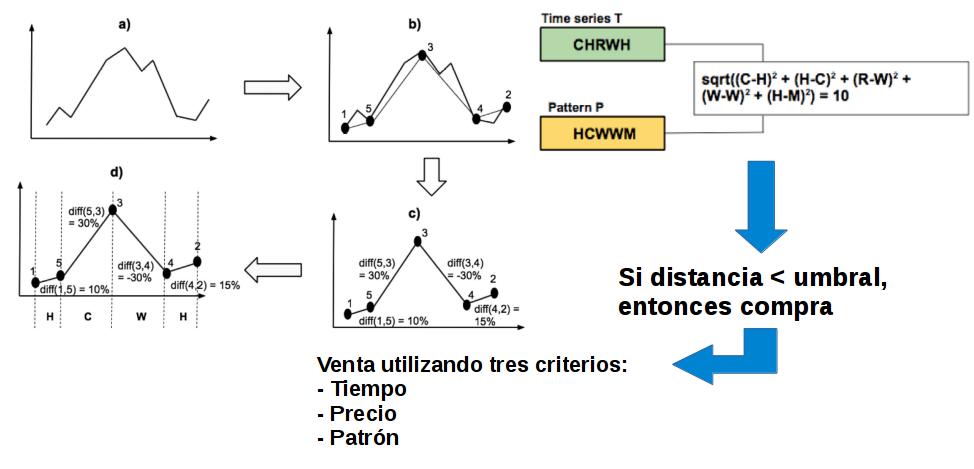 a)
b)
1
5
3
4
2
Time series T
CHRWH
sqrt((C-H)² + (H-C)² + (R-W)² +
(W-W)² + (H-M)²) = 10
Pattern P
HCWWM
d)
diff(5,3)
= 30%
3
5
1
diff(1,5) = 10%
diff(3,4)
= -30%
4
2
diff(4,2) = 15%
H C W H
c)
3
diff(5,3)
= 30%
diff(3,4)
= -30%
2
1
5
4
diff(1,5) = 10%
diff(4,2) =
15%
Si distancia < umbral,
entonces compra
Venta utilizando tres criterios:
- Tiempo
- Precio
- Patrón